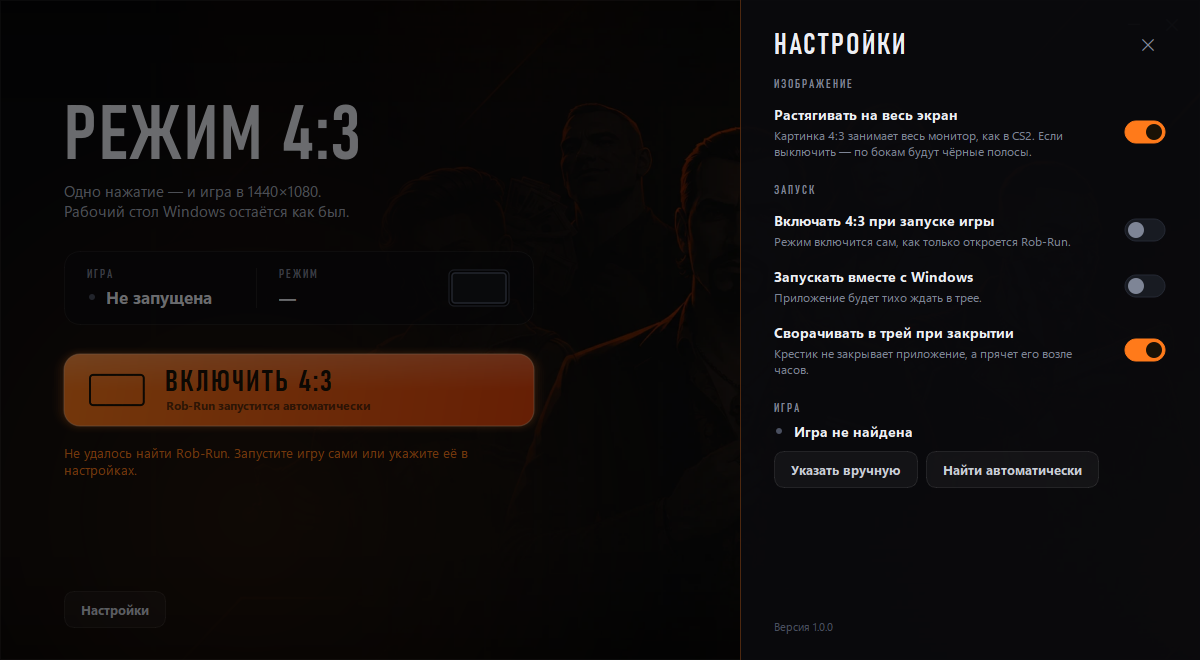 РЕЖИМ 4:3
Одно нажатие — и игра в 1440×1080.
Рабочий стол Windows остаётся как был.
ИГРА
Не запущена
РЕЖИМ
—
ВКЛЮЧИТЬ 4:3
Rob-Run запустится автоматически
Не удалось найти Rob-Run. Запустите игру сами или укажите её в
настройках.
Настройки
НАСТРОЙКИ
ИЗОБРАЖЕНИЕ
Растягивать на весь экран
Картинка 4:3 занимает весь монитор, как в CS2. Если
выключить — по бокам будут чёрные полосы.
ЗАПУСК
Включать 4:3 при запуске игры
Режим включится сам, как только откроется Rob-Run.
Запускать вместе с Windows
Приложение будет тихо ждать в трее.
Сворачивать в трей при закрытии
Крестик не закрывает приложение, а прячет его возле
часов.
ИГРА
Игра не найдена
Указать вручную
Найти автоматически
Версия 1.0.0